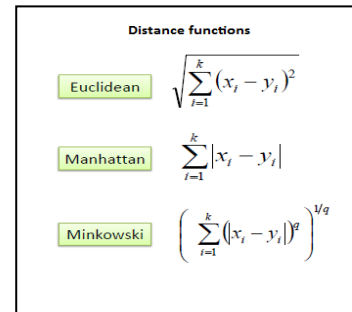 Distance functions
Euclidean √(∑_{i=1}^{k} (x_i − y_i)^2)
Manhattan ∑_{i=1}^{k} |x_i − y_i|
Minkowski (∑_{i=1}^{k} (|x_i − y_i|)^q)^{1/q}